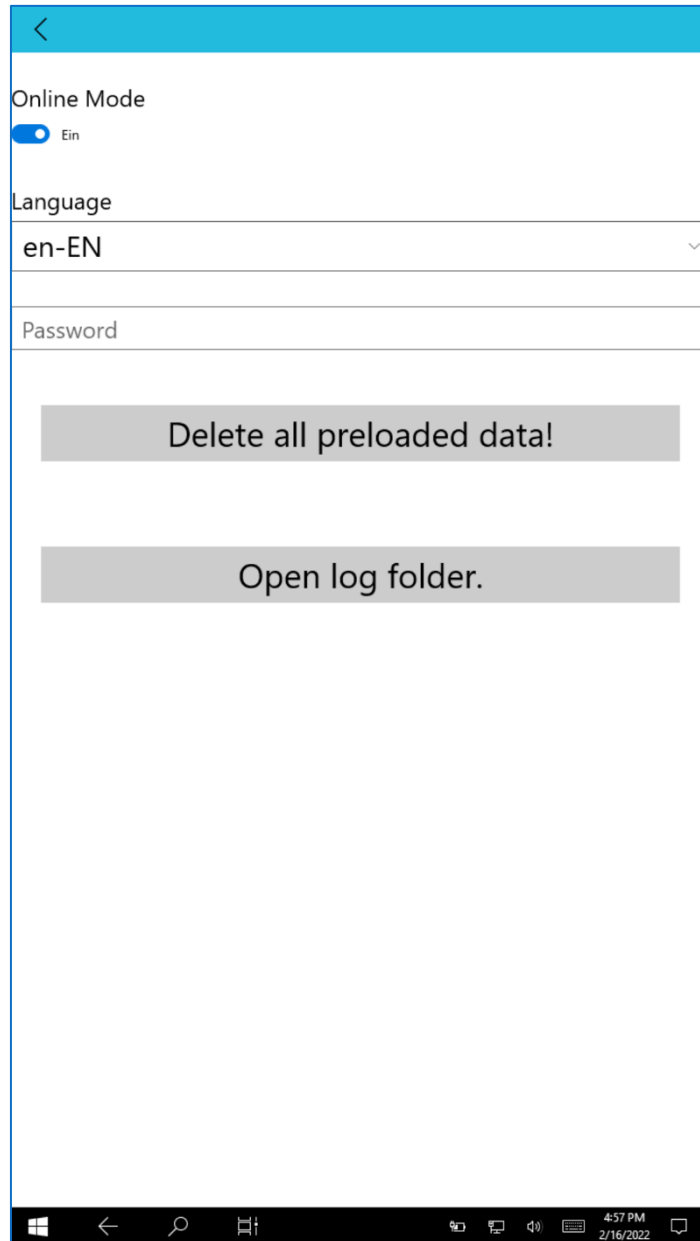 Online Mode
Ein
Language
en-EN
Password
Delete all preloaded data!
Open log folder.
4:57 PM
2/16/2022